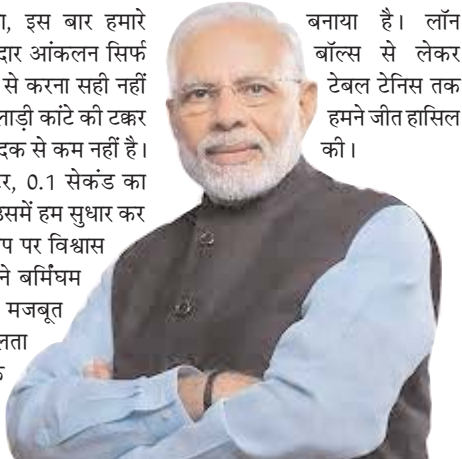 ा, इस बार हमारे
दार आंकलन सिर्फ
से करना सही नहीं
लाड़ी कांटे की टक्कर
दक से कम नहीं है।
र, 0.1 सेकंड का
उसमें हम सुधार कर
प पर विश्वास
ने बर्मिंघम
मजबूत
लता
बनाया है। लॉन
बॉल्स से लेकर
टेबल टेनिस तक
हमने जीत हासिल
की।